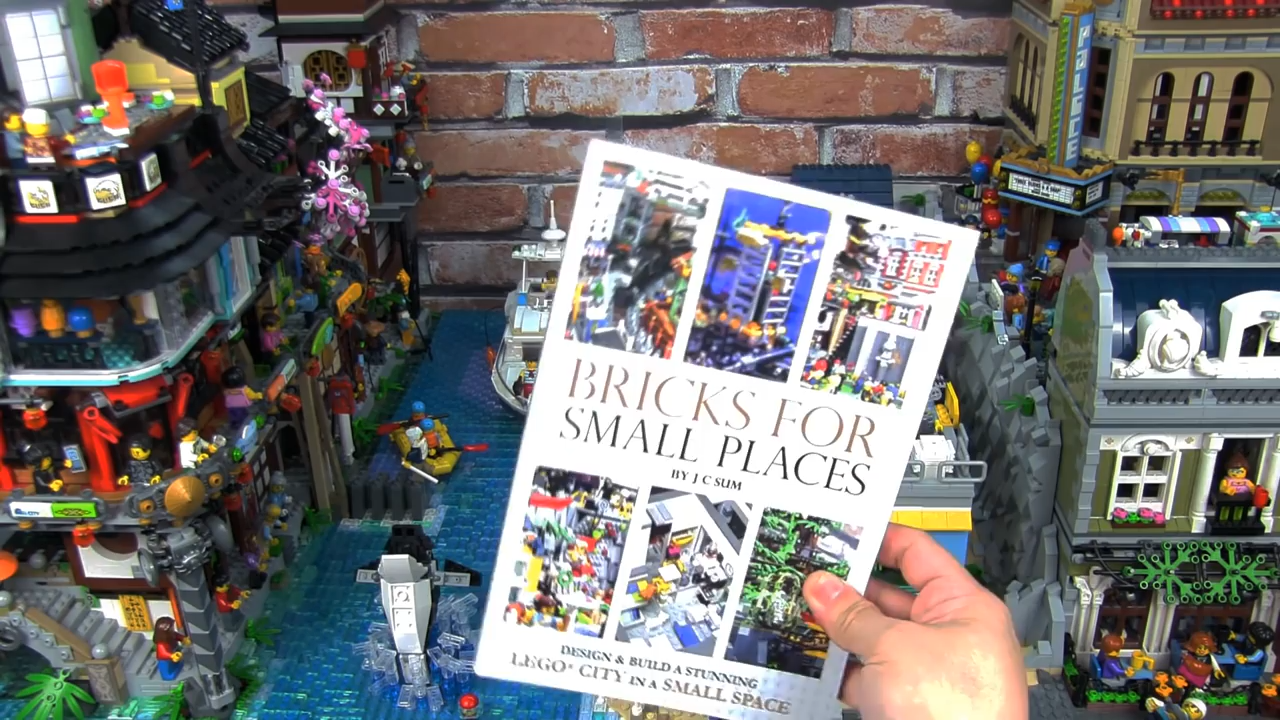 BRICKS FOR
SMALL PLACES
BY J C SUM
DESIGN & BUILD A STUNNING
LEGO® CITY IN A SMALL SPACE